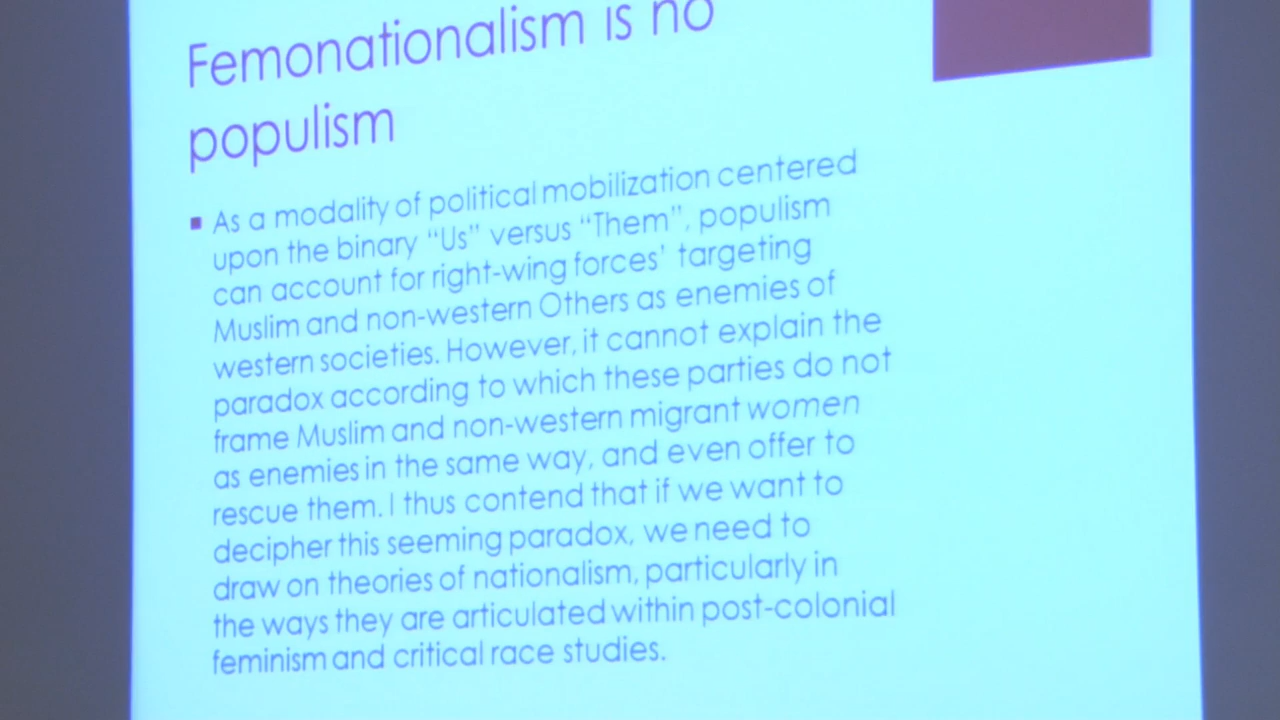 Femonationalism is no
populism
As a modality of political mobilization centered
upon the binary “Us” versus “Them”, populism
can account for right-wing forces’ targeting
Muslim and non-western Others as enemies of
western societies. However, it cannot explain the
paradox according to which these parties do not
frame Muslim and non-western migrant women
as enemies in the same way, and even offer to
rescue them. I thus contend that if we want to
decipher this seeming paradox, we need to
draw on theories of nationalism, particularly in
the ways they are articulated within post-colonial
feminism and critical race studies.